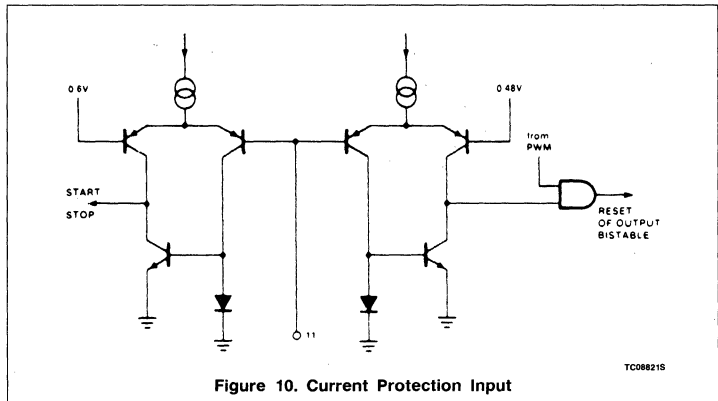 0.6V
0.48V
from
PWM
START
STOP
RESET
OF OUTPUT
BISTABLE
11
TC08821S
Figure 10. Current Protection Input